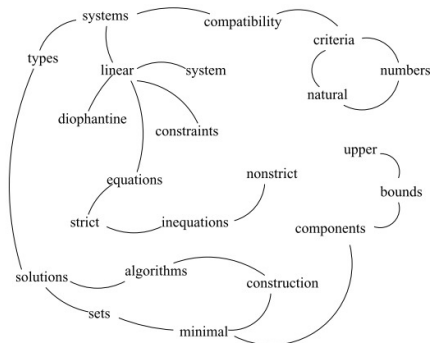 systems
compatibility
criteria
types
linear
system
numbers
natural
diophantine
constraints
upper
equations
nonstrict
bounds
strict
inequations
components
solutions
algorithms
construction
sets
minimal